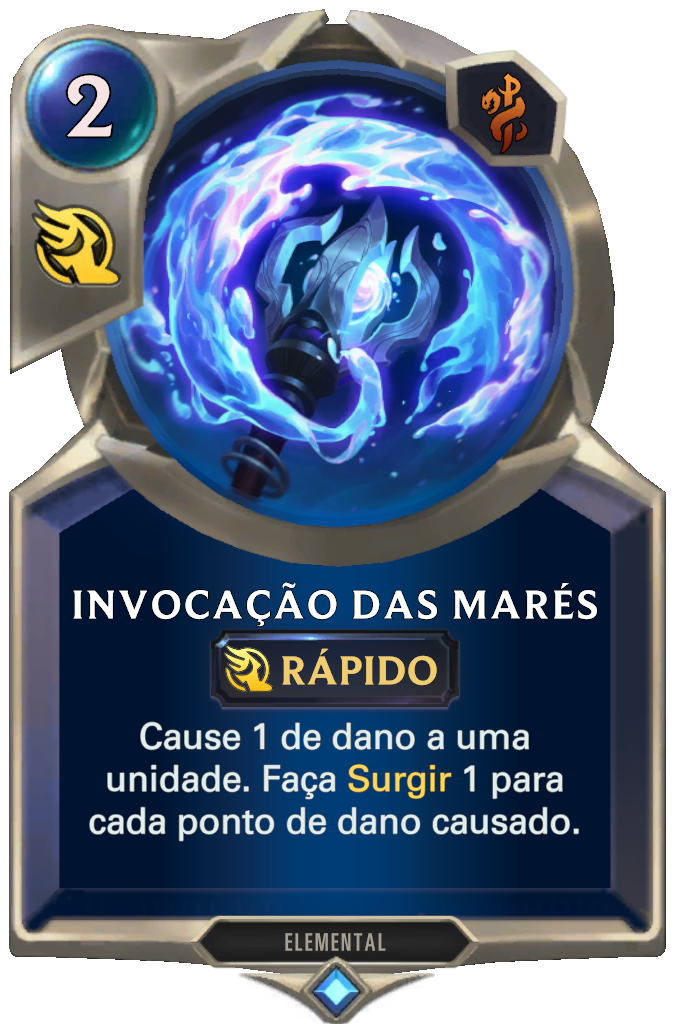 2
INVOCAÇÃO DAS MARÉS
RÁPIDO
Cause 1 de dano a uma
unidade. Faça Surgir 1 para
cada ponto de dano causado.
ELEMENTAL